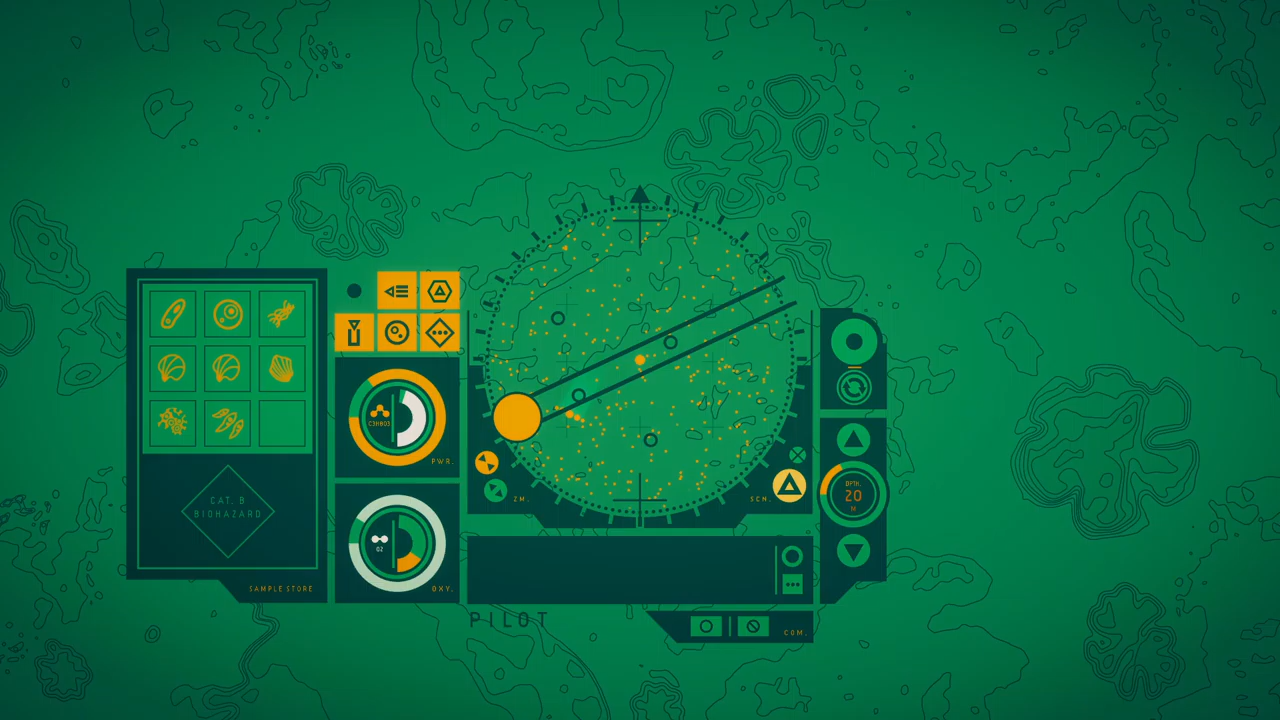 CAT. B
BIOHAZARD
SAMPLE STORE
C3H8O3
PWR.
O2
OXY.
ZM.
SCN.
DPTH.
20
M
PILOT
COM.